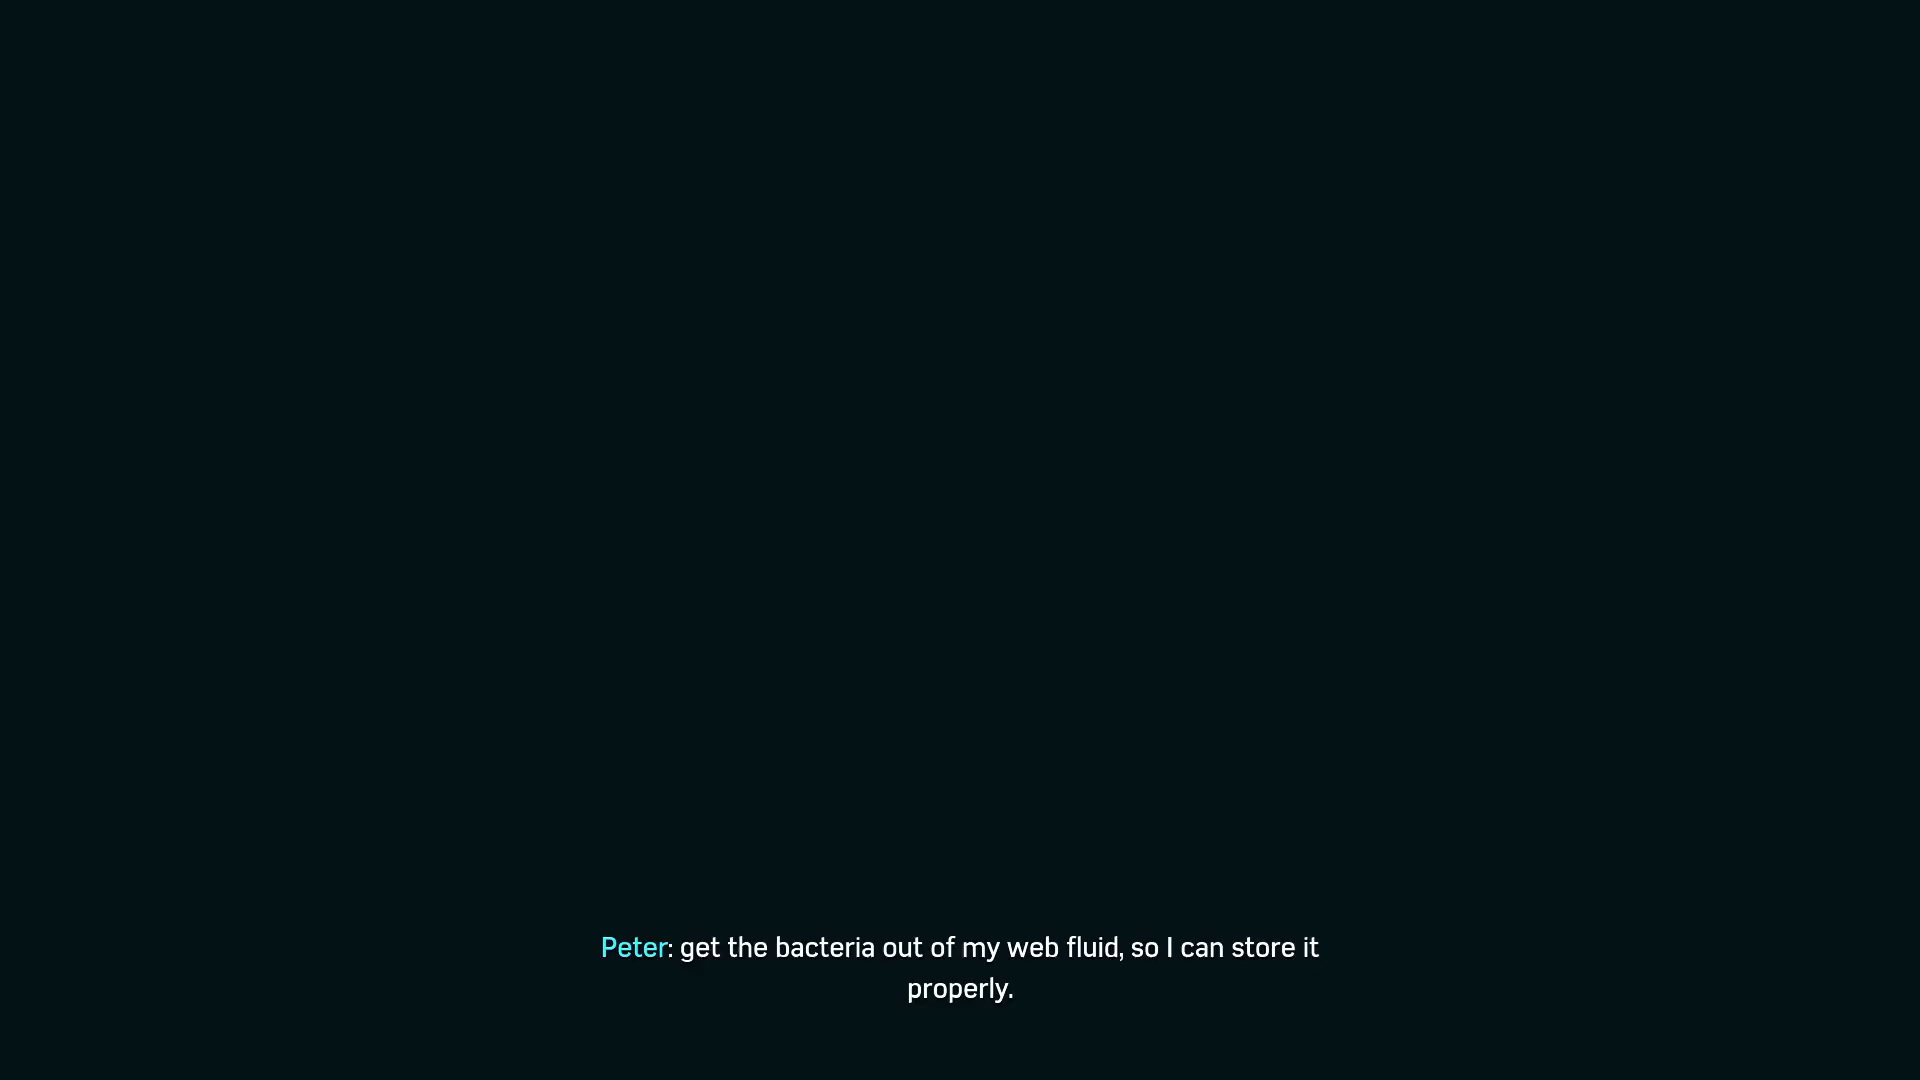 Peter: get the bacteria out of my web fluid, so I can store it
properly.